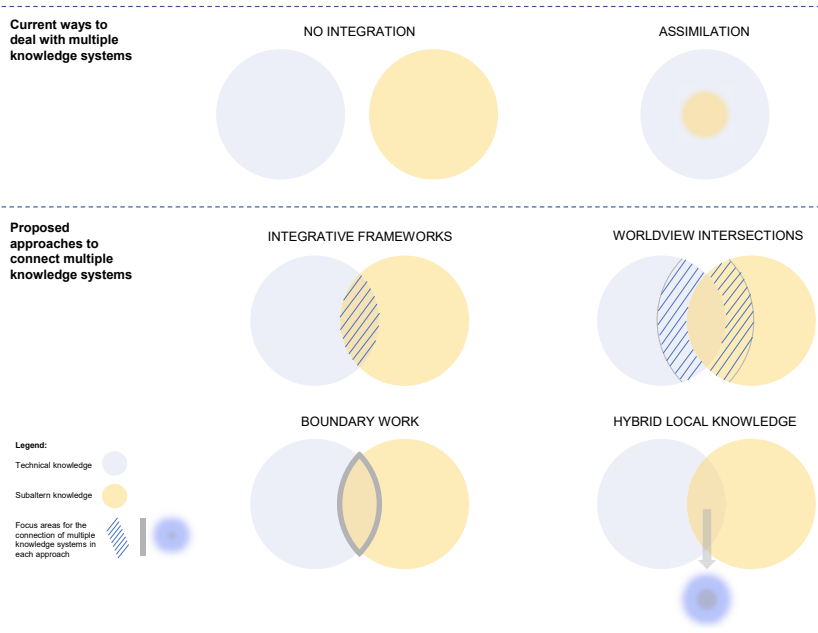 Current ways to
deal with multiple
knowledge systems
NO INTEGRATION
ASSIMILATION
Proposed
approaches to
connect multiple
knowledge systems
INTEGRATIVE FRAMEWORKS
WORLDVIEW INTERSECTIONS
BOUNDARY WORK
HYBRID LOCAL KNOWLEDGE
Legend:
Technical knowledge
Subaltern knowledge
Focus areas for the
connection of multiple
knowledge systems in
each approach